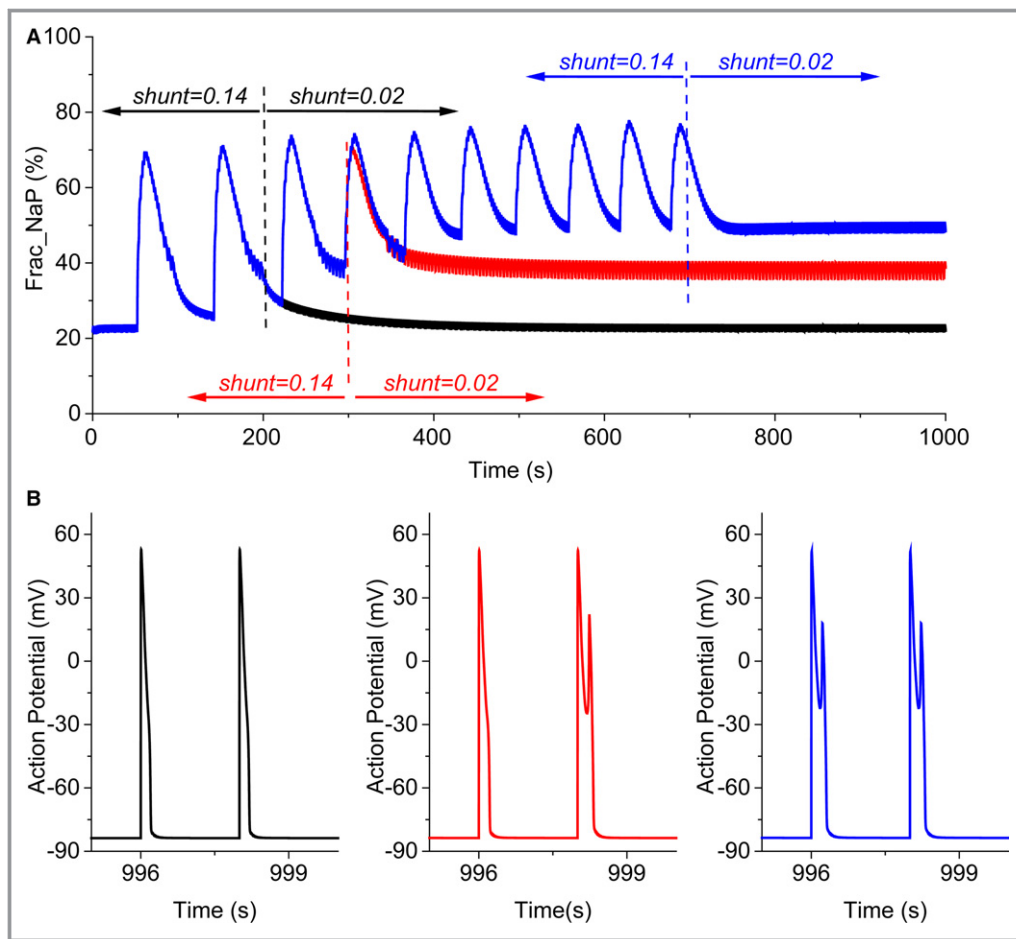 A
100
80
60
40
20
0
Frac_NaP (%)
shunt=0.14
shunt=0.02
shunt=0.14
shunt=0.02
shunt=0.14
shunt=0.02
0
200
400
600
800
1000
Time (s)
B
60
30
0
-30
-60
-90
Action Potential (mV)
996
999
Time (s)
60
30
0
-30
-60
-90
Action Potential (mV)
996
999
Time(s)
60
30
0
-30
-60
-90
Action Potential (mV)
996
999
Time (s)